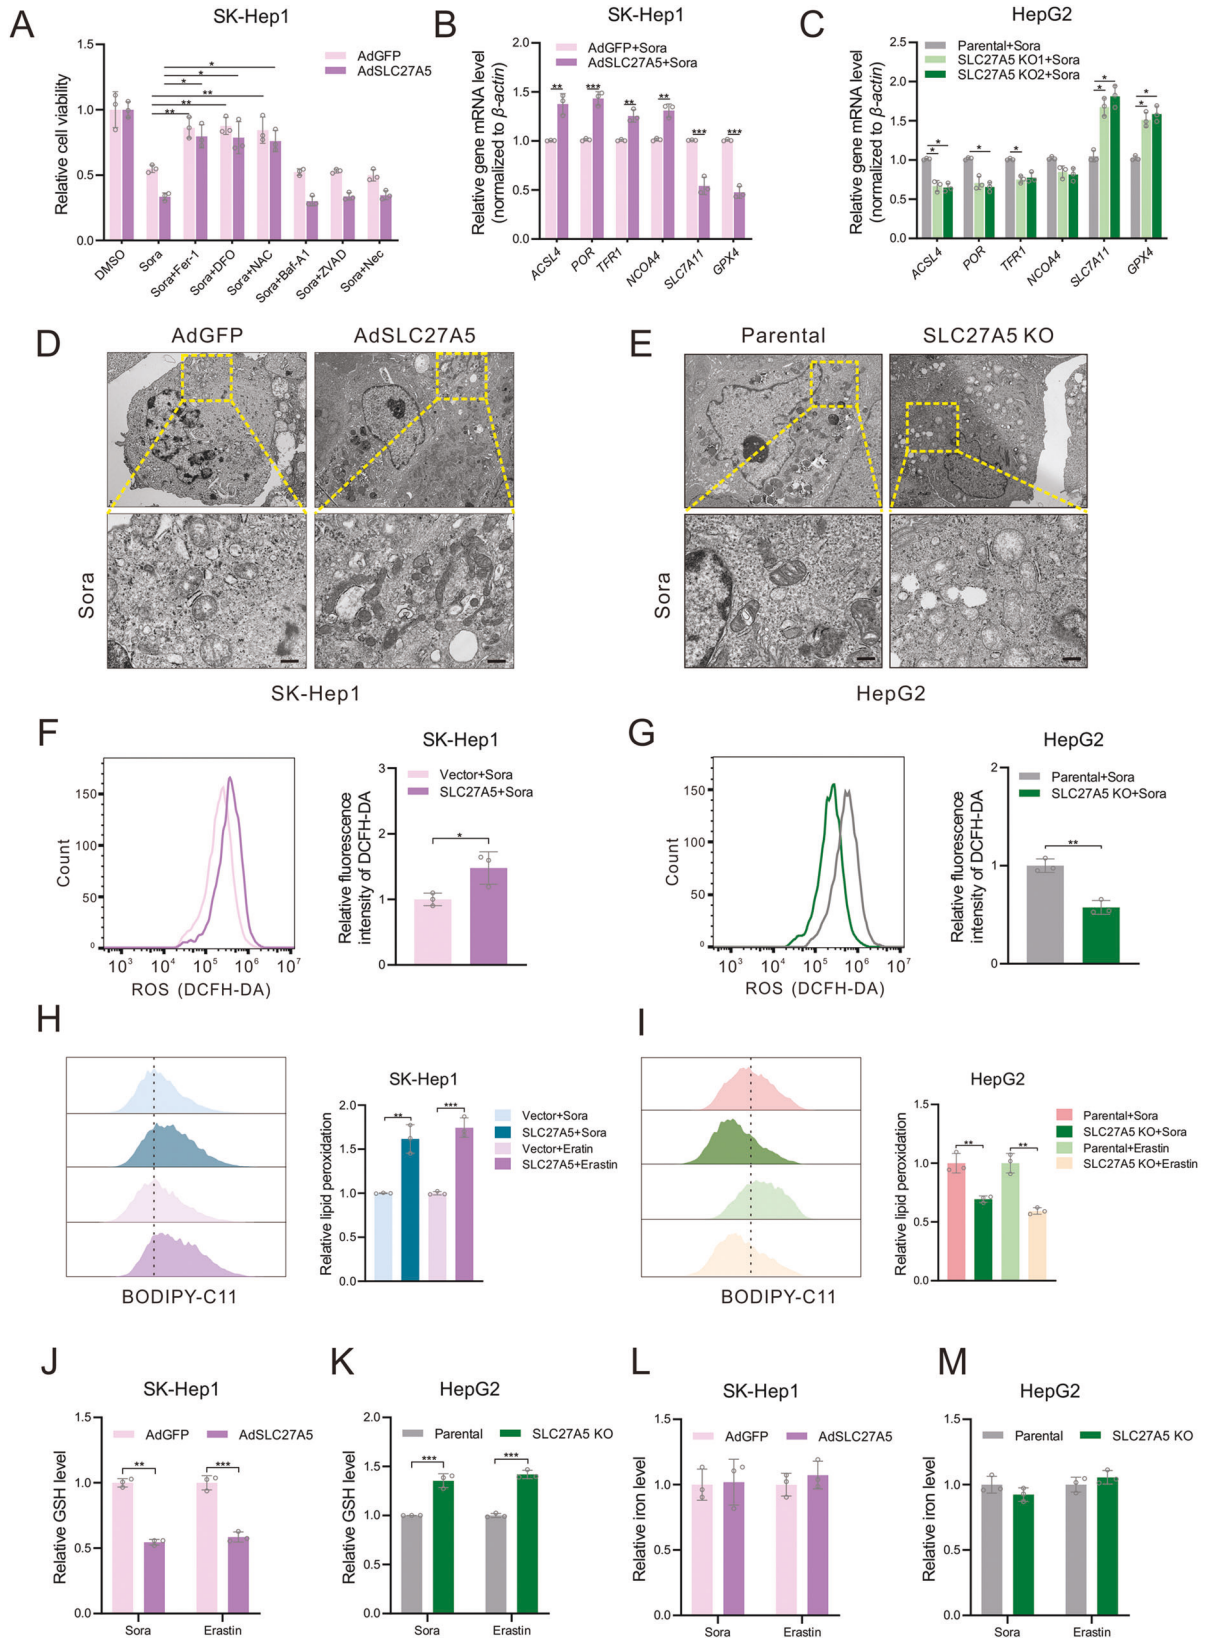 A
SK-Hep1
Relative cell viability
1.5
1.0
0.5
0.0
AdGFP
AdSLC27A5
*
*
*
**
**
**
DMSO
Sora
Sora+Fer-1
Sora+DFO
Sora+NAC
Sora+Baf-A1
Sora+ZVAD
Sora+Nec
B
SK-Hep1
Relative gene mRNA level
(normalized to β-actin)
2.0
1.5
1.0
0.5
0.0
AdGFP+Sora
AdSLC27A5+Sora
**
***
**
**
***
***
ACSL4
POR
TFR1
NCOA4
SLC7A11
GPX4
C
HepG2
Relative gene mRNA level
(normalized to β-actin)
2.5
2.0
1.5
1.0
0.5
0.0
Parental+Sora
SLC27A5 KO1+Sora
SLC27A5 KO2+Sora
*
*
*
*
*
*
*
*
ACSL4
POR
TFR1
NCOA4
SLC7A11
GPX4
D
AdGFP
AdSLC27A5
Sora
SK-Hep1
E
Parental
SLC27A5 KO
Sora
HepG2
F
Count
150
100
50
0
10³
10⁴
10⁵
10⁶
10⁷
ROS (DCFH-DA)
SK-Hep1
Relative fluorescence
intensity of DCFH-DA
3
2
1
0
Vector+Sora
SLC27A5+Sora
*
G
Count
150
100
50
0
10³
10⁴
10⁵
10⁶
10⁷
ROS (DCFH-DA)
HepG2
Relative fluorescence
intensity of DCFH-DA
2
1
0
Parental+Sora
SLC27A5 KO+Sora
**
H
BODIPY-C11
SK-Hep1
Relative lipid peroxidation
2.0
1.5
1.0
0.5
0.0
**
***
Vector+Sora
SLC27A5+Sora
Vector+Eratin
SLC27A5+Erastin
I
BODIPY-C11
HepG2
Relative lipid peroxidation
1.5
1.0
0.5
0.0
**
**
Parental+Sora
SLC27A5 KO+Sora
Parental+Erastin
SLC27A5 KO+Erastin
J
SK-Hep1
Relative GSH level
1.5
1.0
0.5
0.0
AdGFP
AdSLC27A5
**
***
Sora
Erastin
K
HepG2
Relative GSH level
2.0
1.5
1.0
0.5
0.0
Parental
SLC27A5 KO
***
***
Sora
Erastin
L
SK-Hep1
Relative iron level
1.5
1.0
0.5
0.0
AdGFP
AdSLC27A5
Sora
Erastin
M
HepG2
Relative iron level
1.5
1.0
0.5
0.0
Parental
SLC27A5 KO
Sora
Erastin